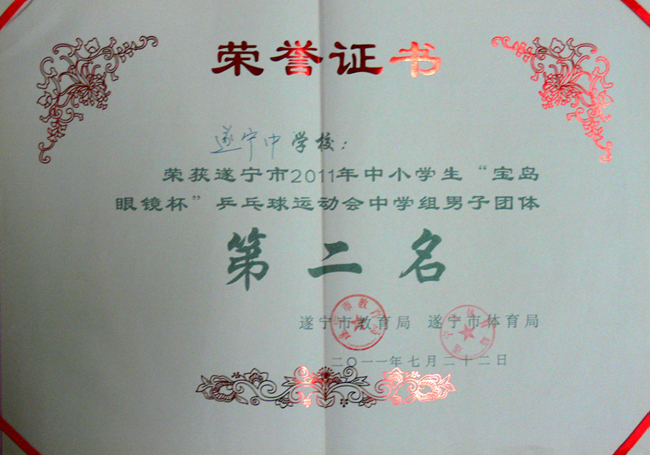 荣誉证书
遂宁中学校：
荣获遂宁市2011年中小学生“宝岛
眼镜杯”乒乓球运动会中学组男子团体
第二名
遂宁市教育局 遂宁市体育局
二〇一一年七月二十二日